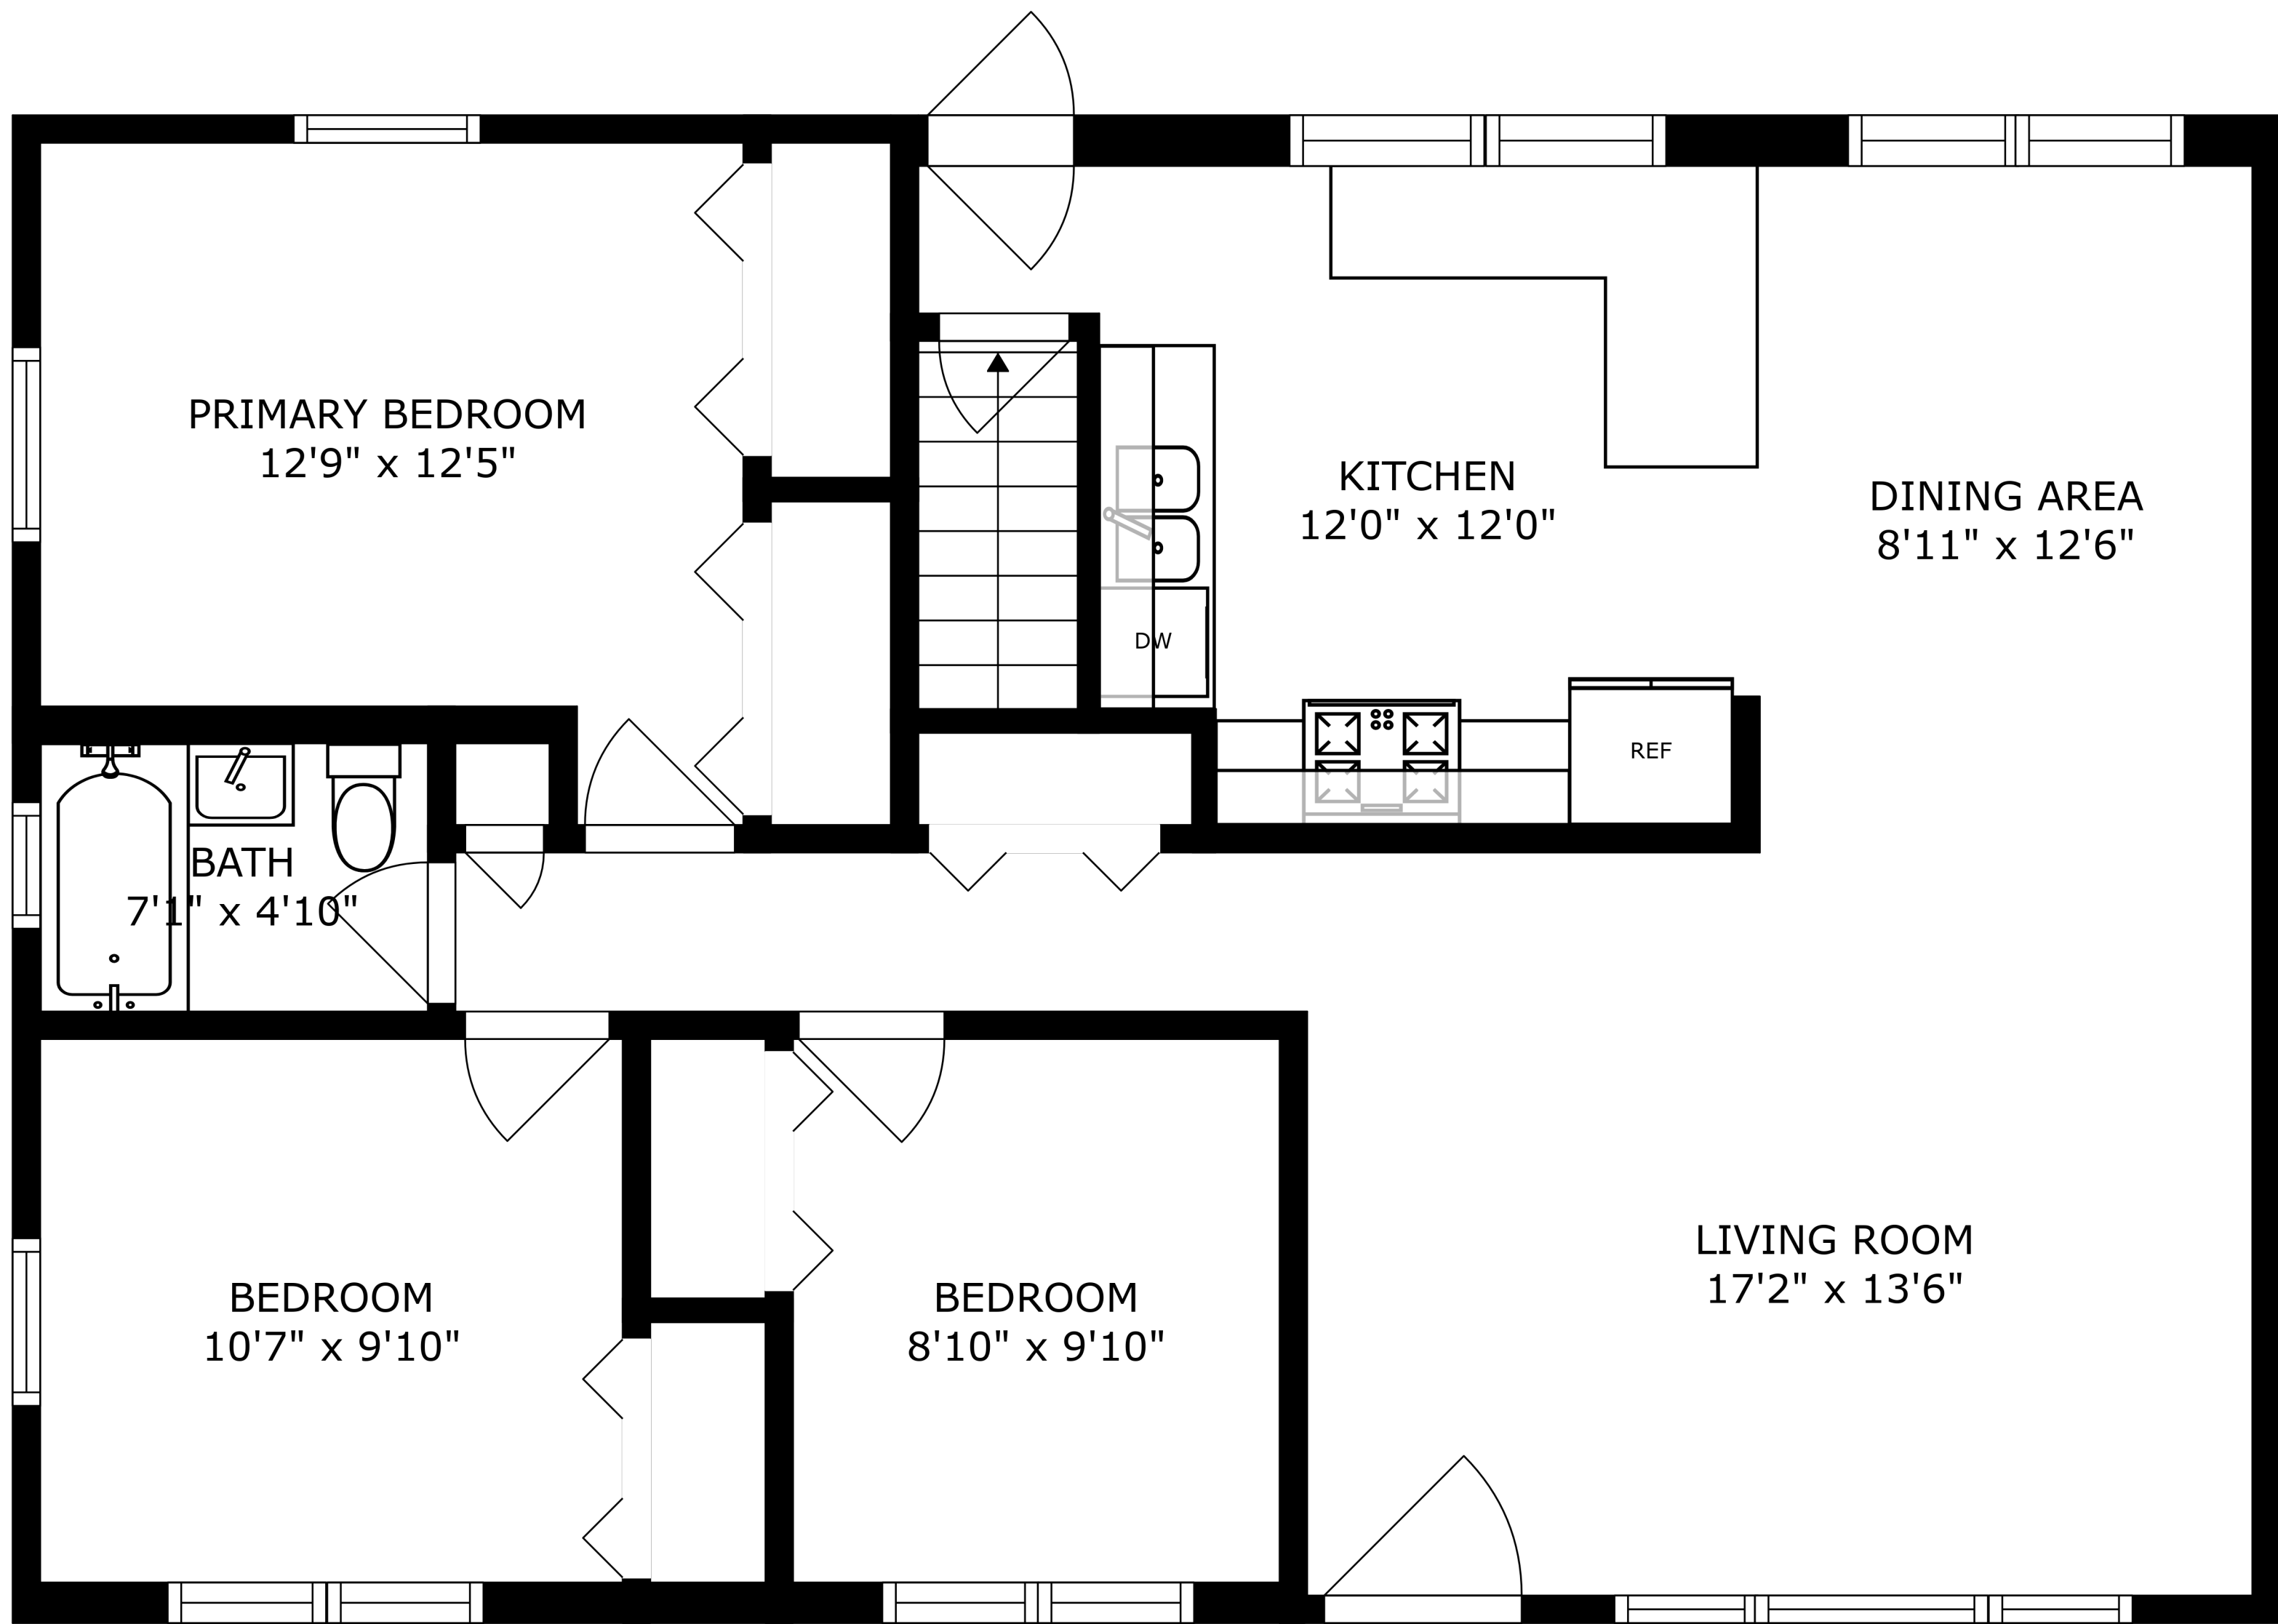 PRIMARY BEDROOM
12'9" x 12'5"
KITCHEN
12'0" x 12'0"
DINING AREA
8'11" x 12'6"
DW
REF
BATH
7'1" x 4'10"
LIVING ROOM
17'2" x 13'6"
BEDROOM
10'7" x 9'10"
BEDROOM
8'10" x 9'10"